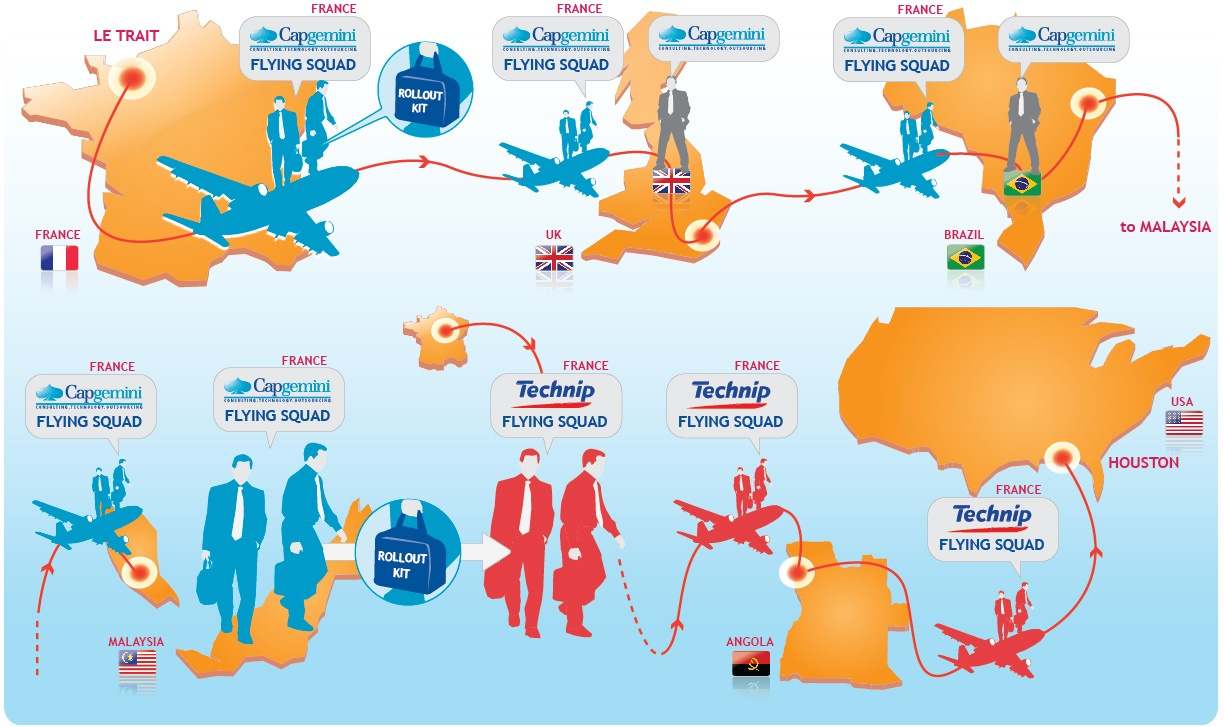 FRANCE
FRANCE
FRANCE
LE TRAIT
Capgemini
CONSULTING.TECHNOLOGY.OUTSOURCING
FLYING SQUAD
Capgemini
CONSULTING.TECHNOLOGY.OUTSOURCING
FLYING SQUAD
Capgemini
CONSULTING.TECHNOLOGY.OUTSOURCING
Capgemini
CONSULTING.TECHNOLOGY.OUTSOURCING
FLYING SQUAD
Capgemini
CONSULTING.TECHNOLOGY.OUTSOURCING
ROLLOUT
KIT
FRANCE
UK
BRAZIL
to MALAYSIA
FRANCE
Capgemini
CONSULTING.TECHNOLOGY.OUTSOURCING
FLYING SQUAD
FRANCE
Capgemini
CONSULTING.TECHNOLOGY.OUTSOURCING
FLYING SQUAD
FRANCE
Technip
FLYING SQUAD
FRANCE
Technip
FLYING SQUAD
USA
HOUSTON
FRANCE
Technip
FLYING SQUAD
ROLLOUT
KIT
MALAYSIA
ANGOLA